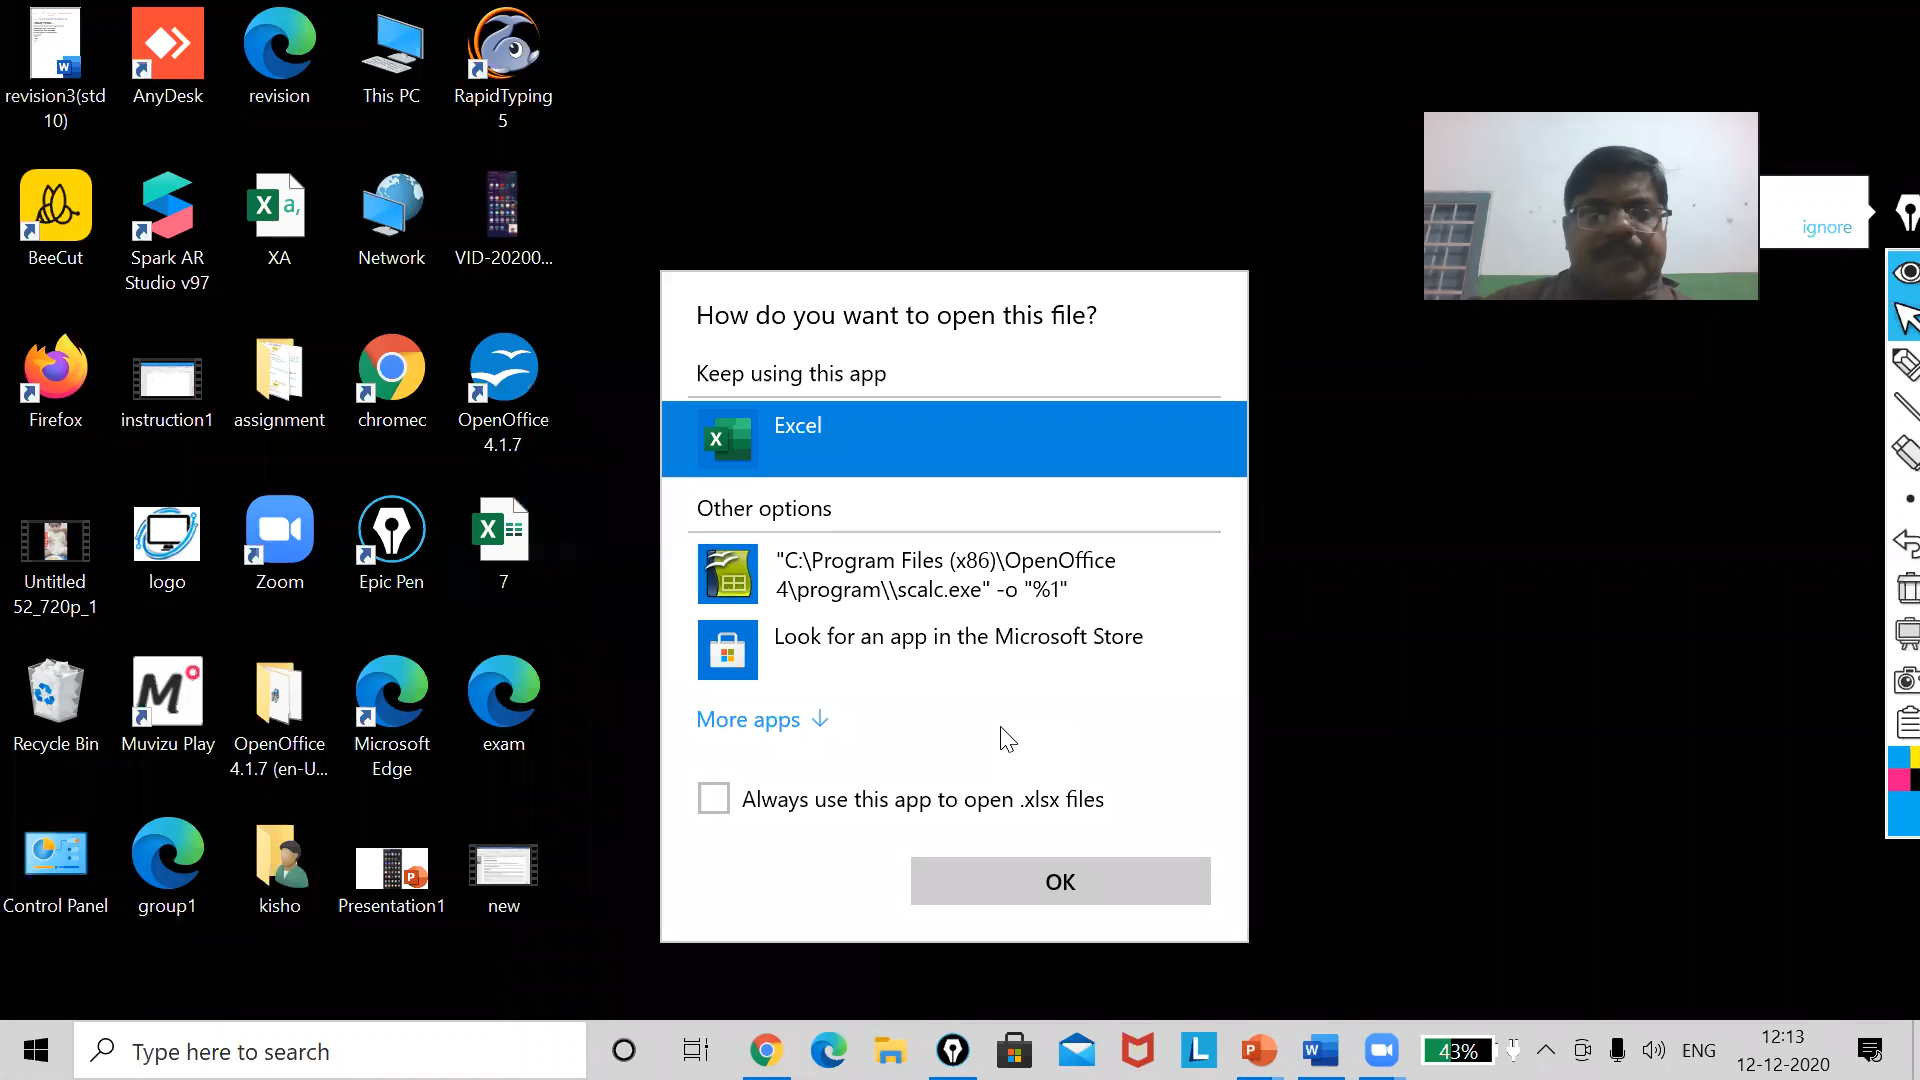 revision3(std
10)
AnyDesk
revision
This PC
RapidTyping
5
BeeCut
Spark AR
Studio v97
XA
Network
VID-20200...
Firefox
instruction1
assignment
chromec
OpenOffice
4.1.7
Untitled
52_720p_1
logo
Zoom
Epic Pen
7
Recycle Bin
Muvizu Play
OpenOffice
4.1.7 (en-U...
Microsoft
Edge
exam
Control Panel
group1
kisho
Presentation1
new
How do you want to open this file?
Keep using this app
Excel
Other options
"C:\Program Files (x86)\OpenOffice
4\program\\scalc.exe" -o "%1"
Look for an app in the Microsoft Store
More apps
Always use this app to open .xlsx files
OK
ignore
Type here to search
43%
ENG
12:13
12-12-2020